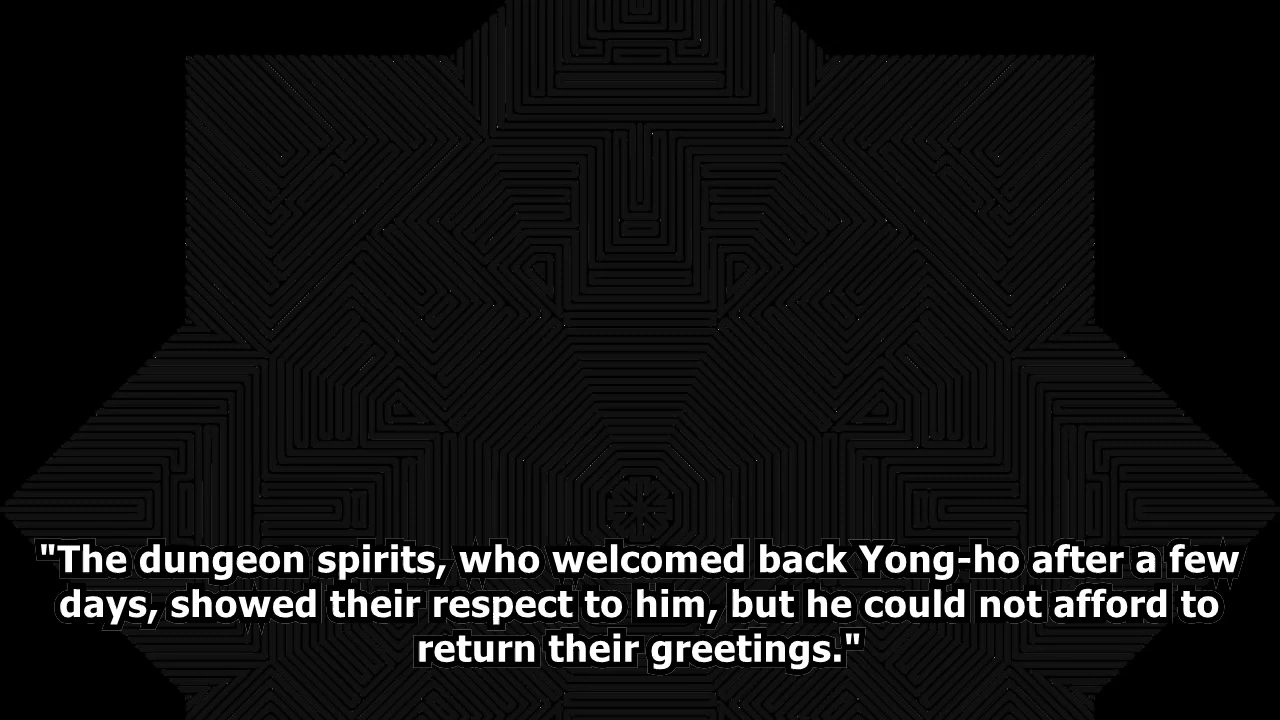 "The dungeon spirits, who welcomed back Yong-ho after a few
days, showed their respect to him, but he could not afford to
return their greetings."